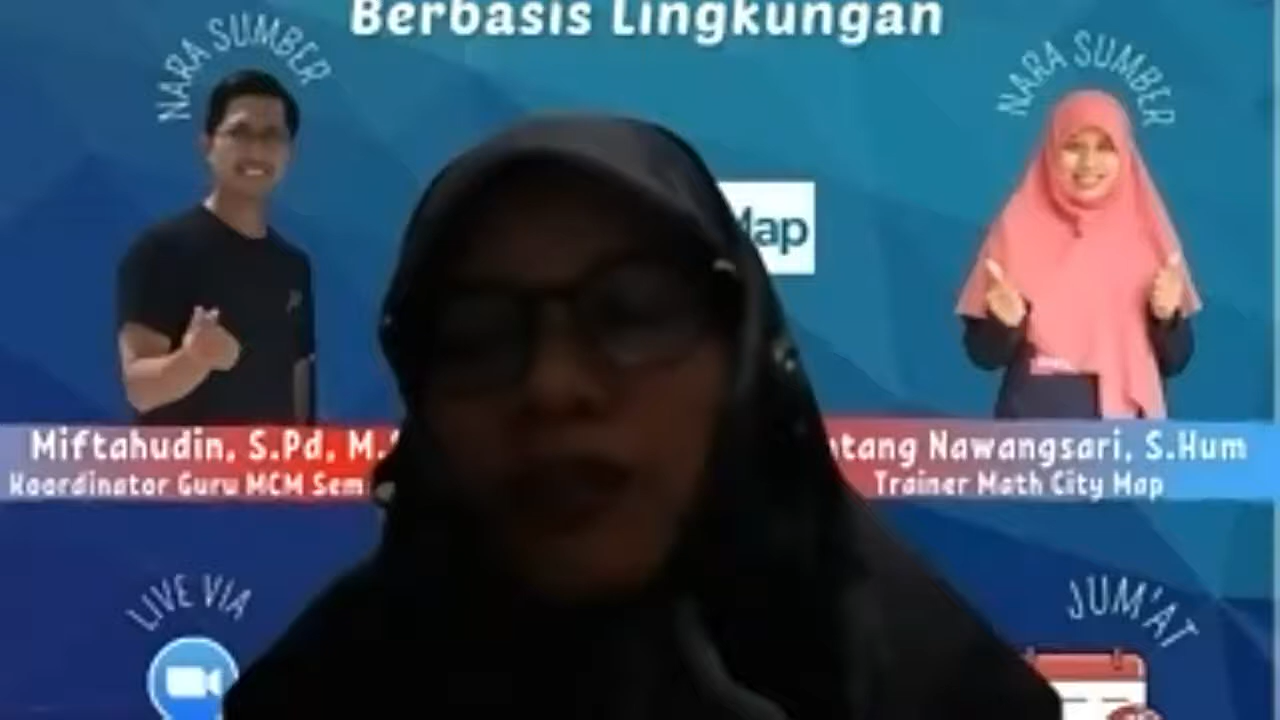 Berbasis Lingkungan
NARA SUMBER
NARA SUMBER
Map
Miftahudin, S.Pd, M.
Koordinator Guru MCM Sem
Nawangsari, S.Hum
Trainer Math City Map
LIVE VIA
JUM'AT